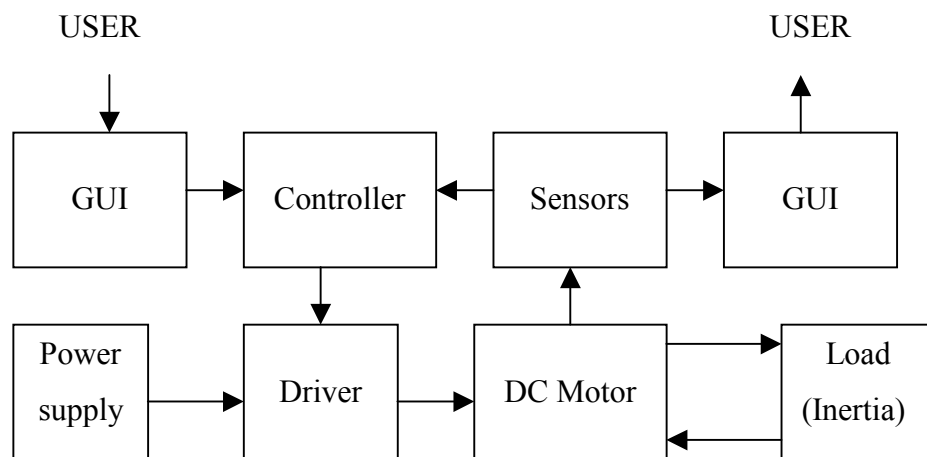 USER
USER
GUI
Controller
Sensors
GUI
Power
supply
Driver
DC Motor
Load
(Inertia)